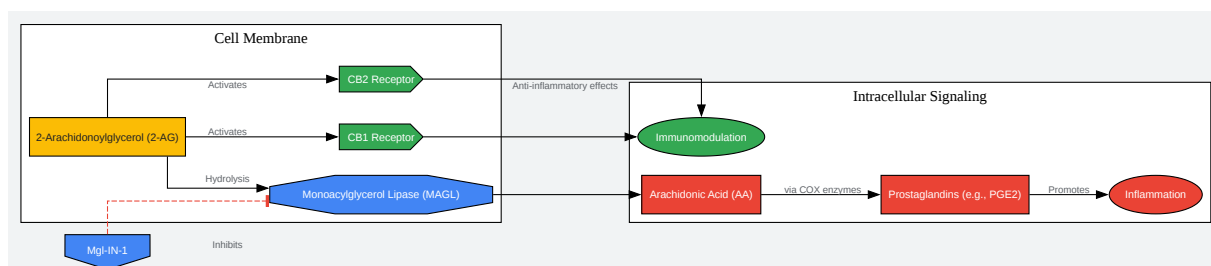 Cell Membrane
CB2 Receptor
Activates
Anti-inflammatory effects
Intracellular Signaling
2-Arachidonoylglycerol (2-AG)
Activates
CB1 Receptor
Immunomodulation
Hydrolysis
Monoacylglycerol Lipase (MAGL)
Arachidonic Acid (AA)
via COX enzymes
Prostaglandins (e.g., PGE2)
Promotes
Inflammation
Mgl-IN-1
Inhibits